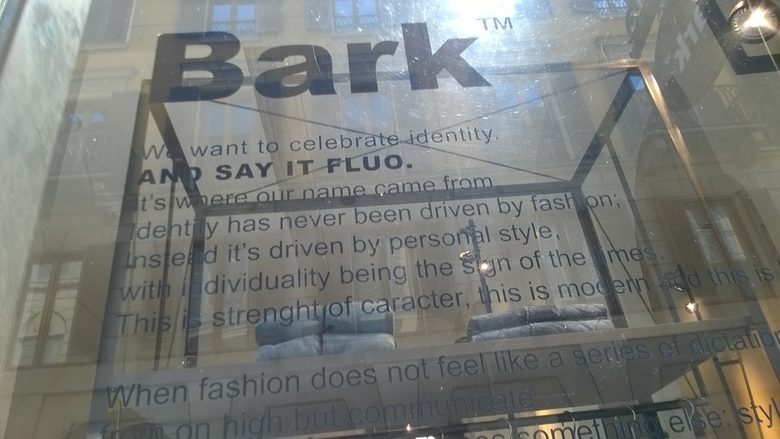 Bark™
We want to celebrate identity.
AND SAY IT FLUO.
It's where our name came from
Identity has never been driven by fashion;
Instead it's driven by personal style,
with individuality being the sign of the times.
This is strenght of caracter, this is modern and this is
When fashion does not feel like a series of dictation
from on high but communicate
something else: styl